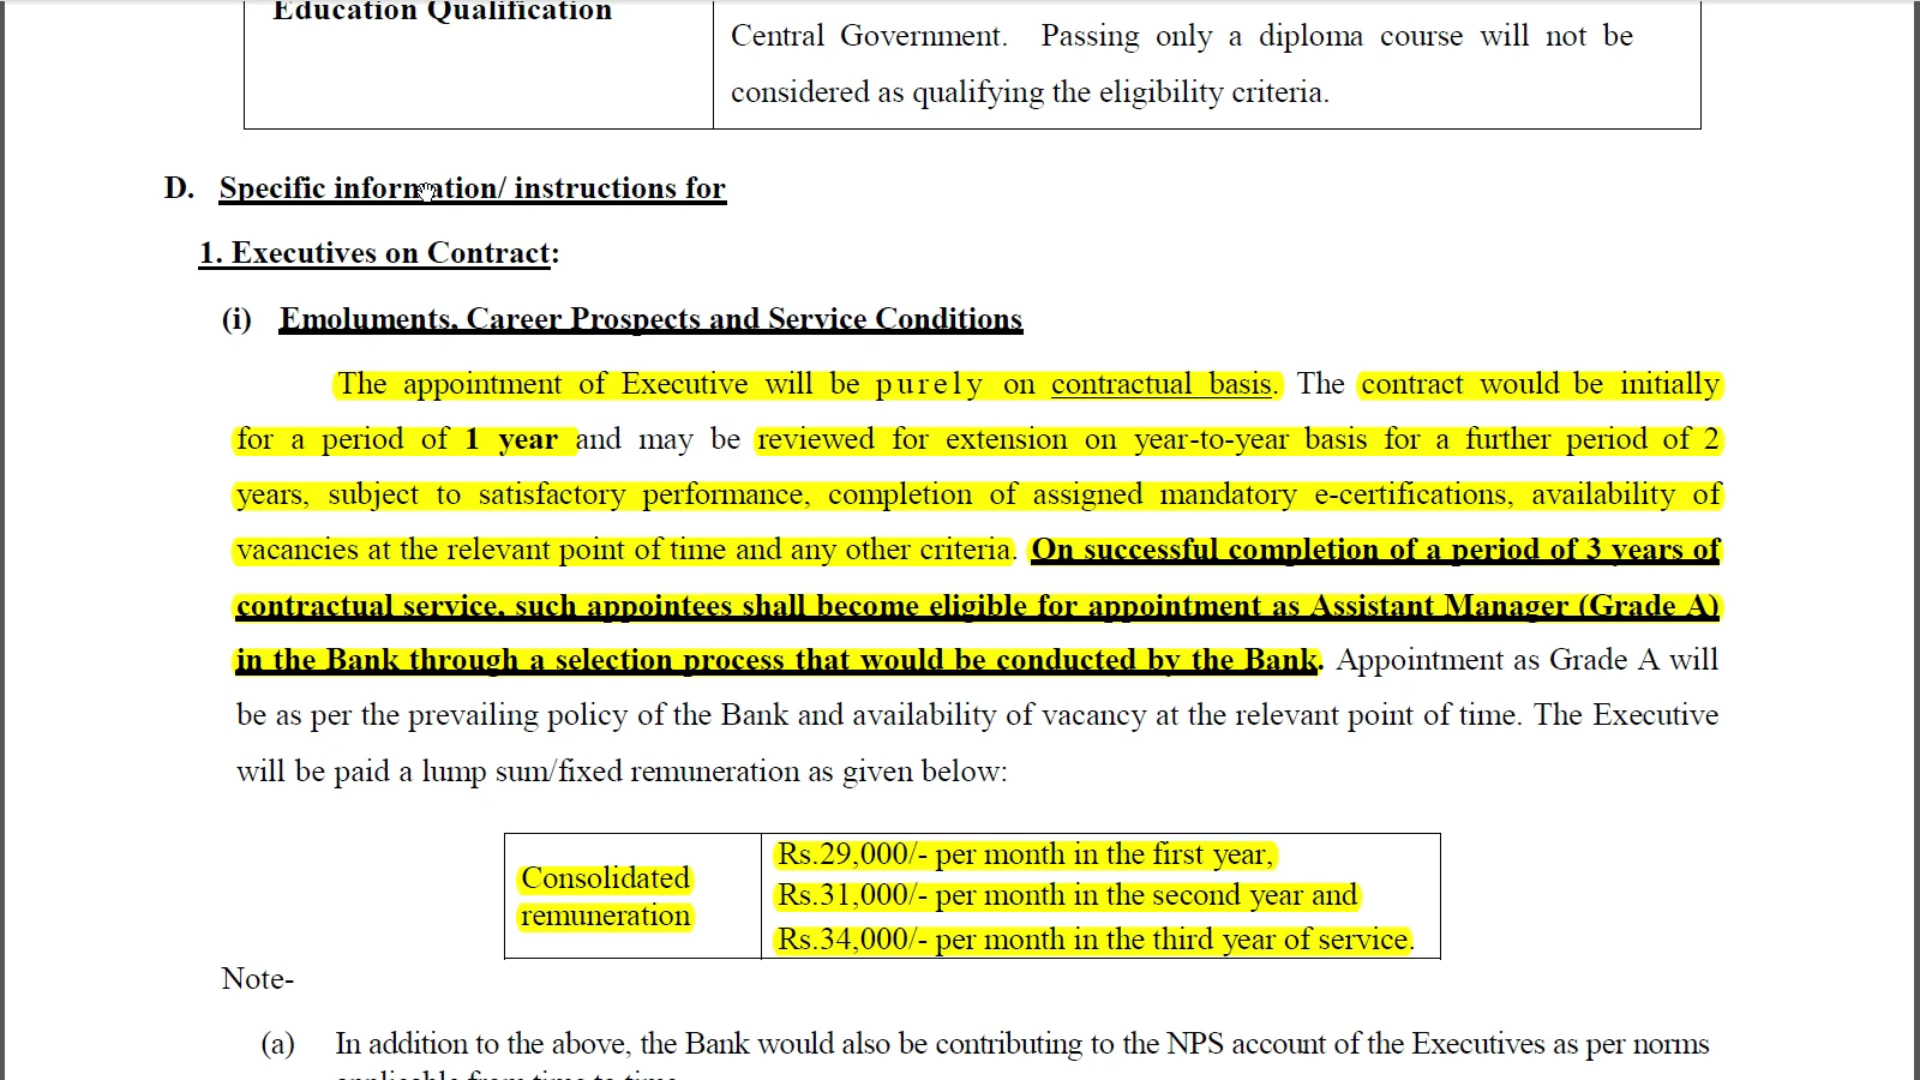 Education Qualification
Central Government. Passing only a diploma course will not be
considered as qualifying the eligibility criteria.
D. Specific information/ instructions for
1. Executives on Contract:
(i) Emoluments, Career Prospects and Service Conditions
The appointment of Executive will be purely on contractual basis. The contract would be initially
for a period of 1 year and may be reviewed for extension on year-to-year basis for a further period of 2
years, subject to satisfactory performance, completion of assigned mandatory e-certifications, availability of
vacancies at the relevant point of time and any other criteria. On successful completion of a period of 3 years of
contractual service, such appointees shall become eligible for appointment as Assistant Manager (Grade A)
in the Bank through a selection process that would be conducted by the Bank. Appointment as Grade A will
be as per the prevailing policy of the Bank and availability of vacancy at the relevant point of time. The Executive
will be paid a lump sum/fixed remuneration as given below:
Consolidated
remuneration
Rs.29,000/- per month in the first year,
Rs.31,000/- per month in the second year and
Rs.34,000/- per month in the third year of service.
Note-
(a) In addition to the above, the Bank would also be contributing to the NPS account of the Executives as per norms
applicable from time to time